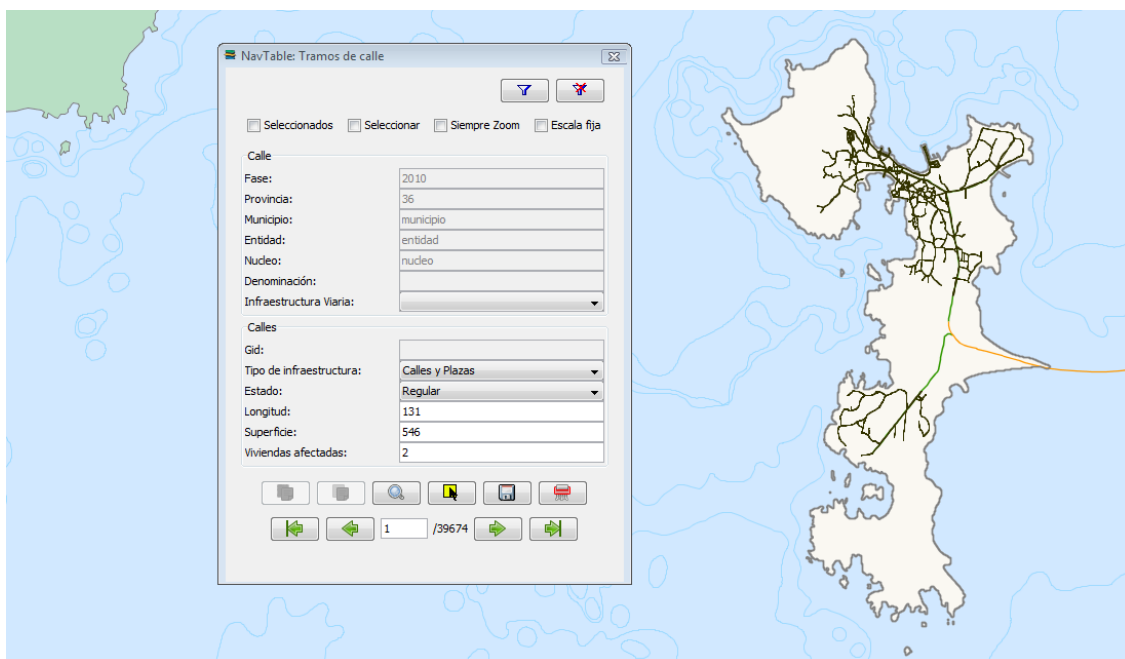 NavTable: Tramos de calle
Seleccionados Seleccionar Siempre Zoom Escala fija
Calle
Fase: 2010
Provincia: 36
Municipio: municipio
Entidad: entidad
Nucleo: nucleo
Denominación:
Infraestructura Viaria:
Calles
Gid:
Tipo de infraestructura: Calles y Plazas
Estado: Regular
Longitud: 131
Superficie: 546
Viviendas afectadas: 2
1 /39674